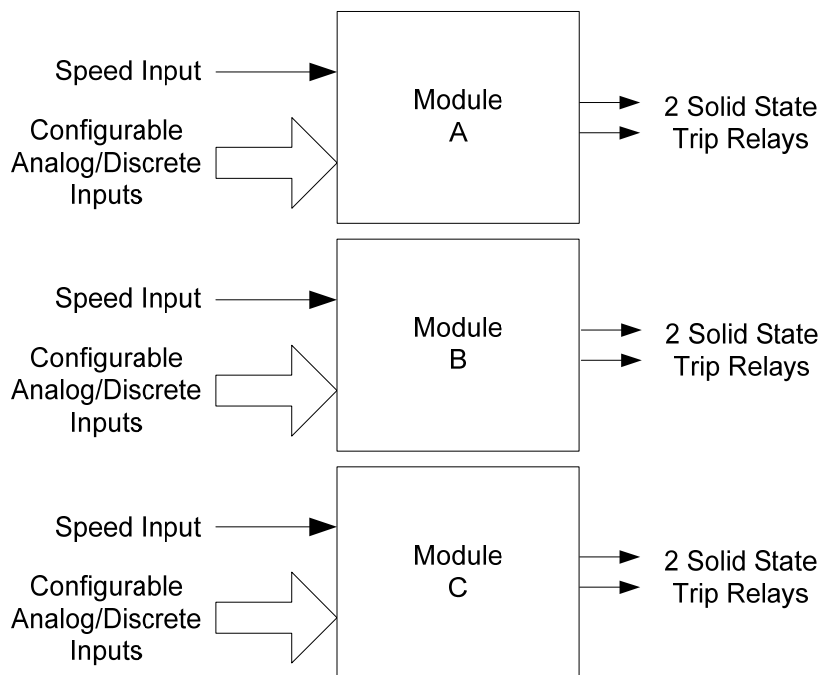 Speed Input
Configurable
Analog/Discrete
Inputs
Module
A
2 Solid State
Trip Relays
Speed Input
Configurable
Analog/Discrete
Inputs
Module
B
2 Solid State
Trip Relays
Speed Input
Configurable
Analog/Discrete
Inputs
Module
C
2 Solid State
Trip Relays